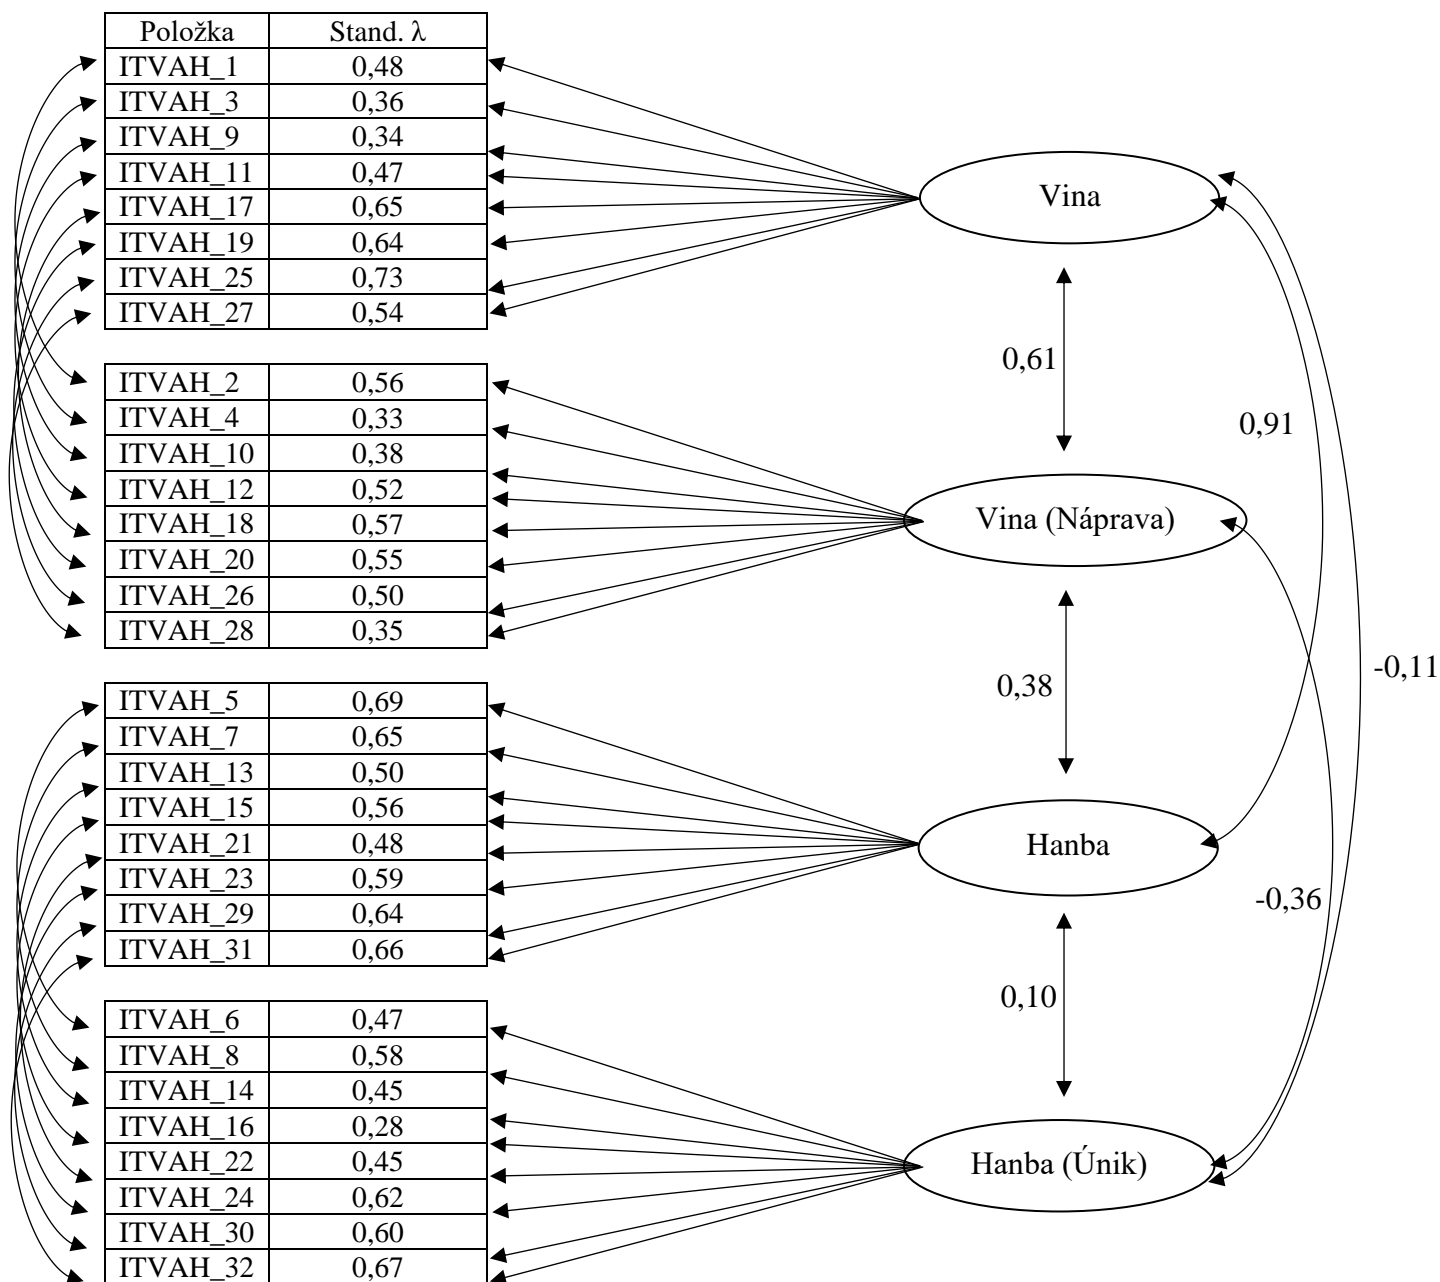 Položka Stand. λ
ITVAH_1 0,48
ITVAH_3 0,36
ITVAH_9 0,34
ITVAH_11 0,47
ITVAH_17 0,65
ITVAH_19 0,64
ITVAH_25 0,73
ITVAH_27 0,54
ITVAH_2 0,56
ITVAH_4 0,33
ITVAH_10 0,38
ITVAH_12 0,52
ITVAH_18 0,57
ITVAH_20 0,55
ITVAH_26 0,50
ITVAH_28 0,35
ITVAH_5 0,69
ITVAH_7 0,65
ITVAH_13 0,50
ITVAH_15 0,56
ITVAH_21 0,48
ITVAH_23 0,59
ITVAH_29 0,64
ITVAH_31 0,66
ITVAH_6 0,47
ITVAH_8 0,58
ITVAH_14 0,45
ITVAH_16 0,28
ITVAH_22 0,45
ITVAH_24 0,62
ITVAH_30 0,60
ITVAH_32 0,67
Vina
0,61
0,91
Vina (Náprava)
0,38
-0,11
Hanba
-0,36
0,10
Hanba (Únik)